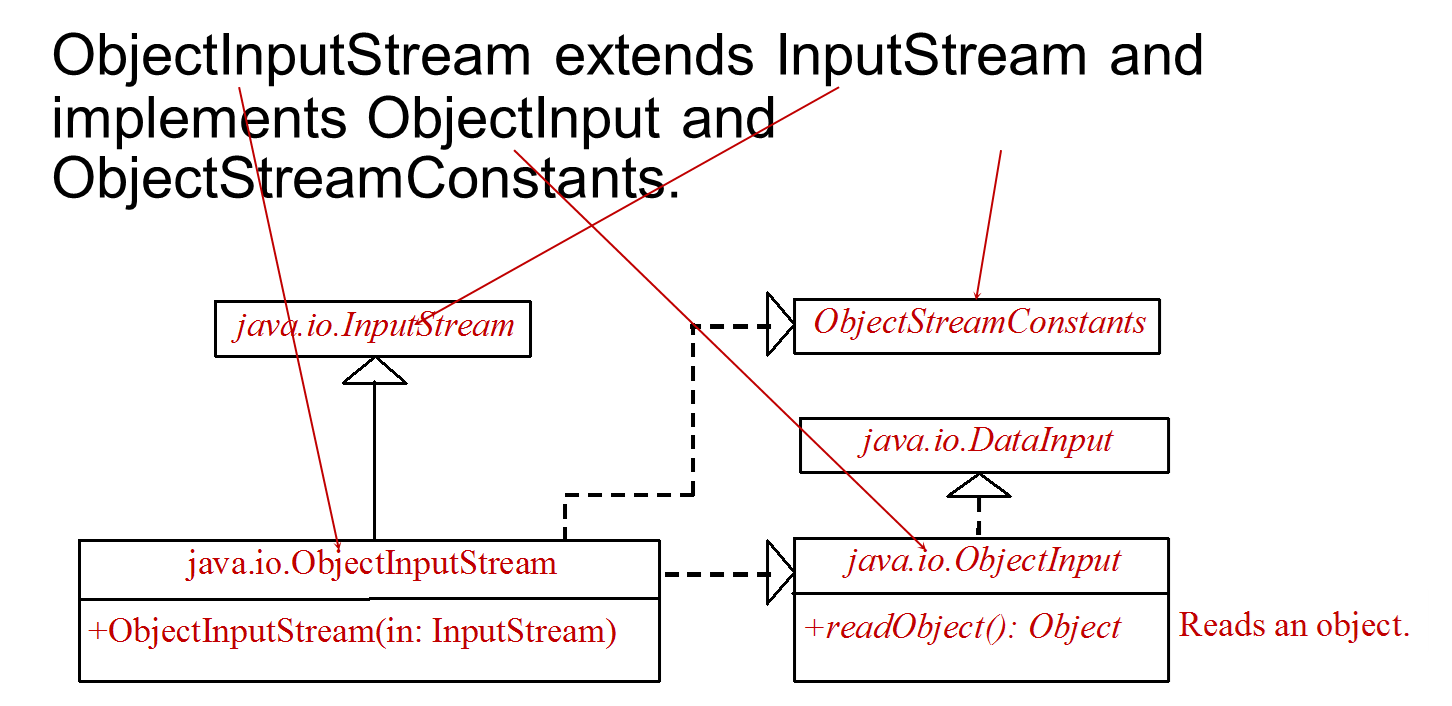 ObjectInputStream extends InputStream and
implements ObjectInput and
ObjectStreamConstants.
java.io.InputStream
ObjectStreamConstants
java.io.DataInput
java.io.ObjectInputStream
+ObjectInputStream(in: InputStream)
java.io.ObjectInput
+readObject(): Object
Reads an object.